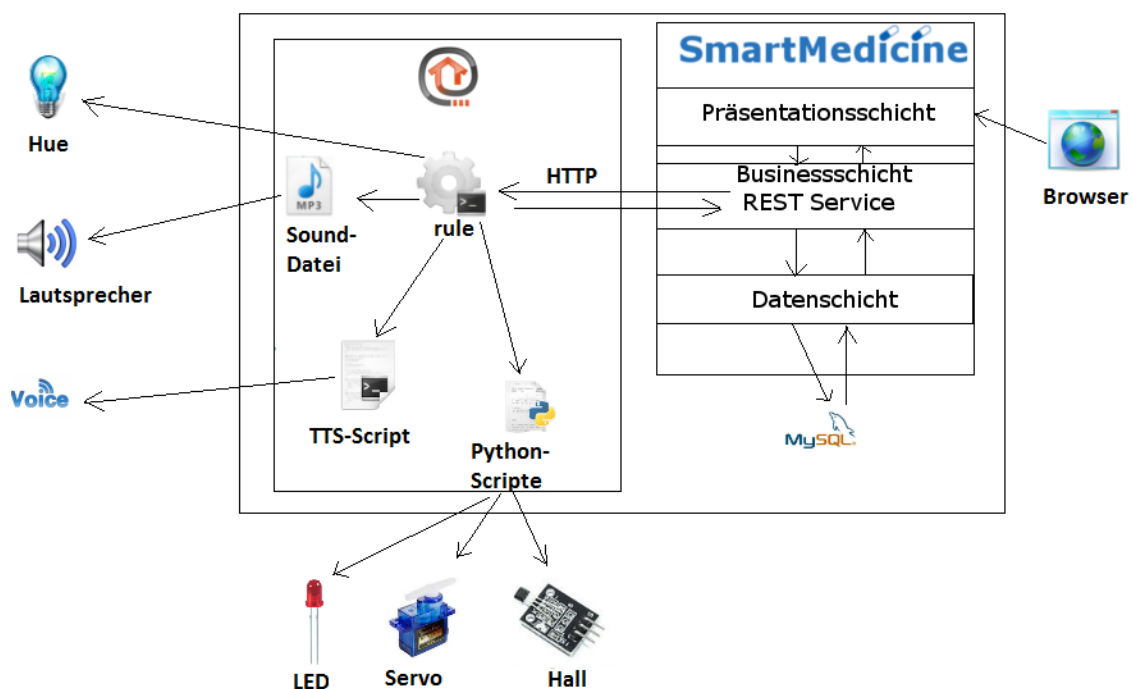 SmartMedicine
Präsentationsschicht
Hue
HTTP
Businessschicht
REST Service
Browser
MP3
>_
rule
Sound-
Datei
Lautsprecher
Datenschicht
>_
Voice
TTS-Script
Python-
Scripte
MySQL
LED
Servo
Hall